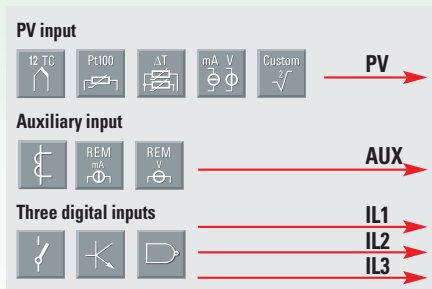 PV input
12 TC Pt100 ΔT mA V Custom PV
2√
Auxiliary input
REM mA REM V AUX
Three digital inputs
IL1
IL2
IL3